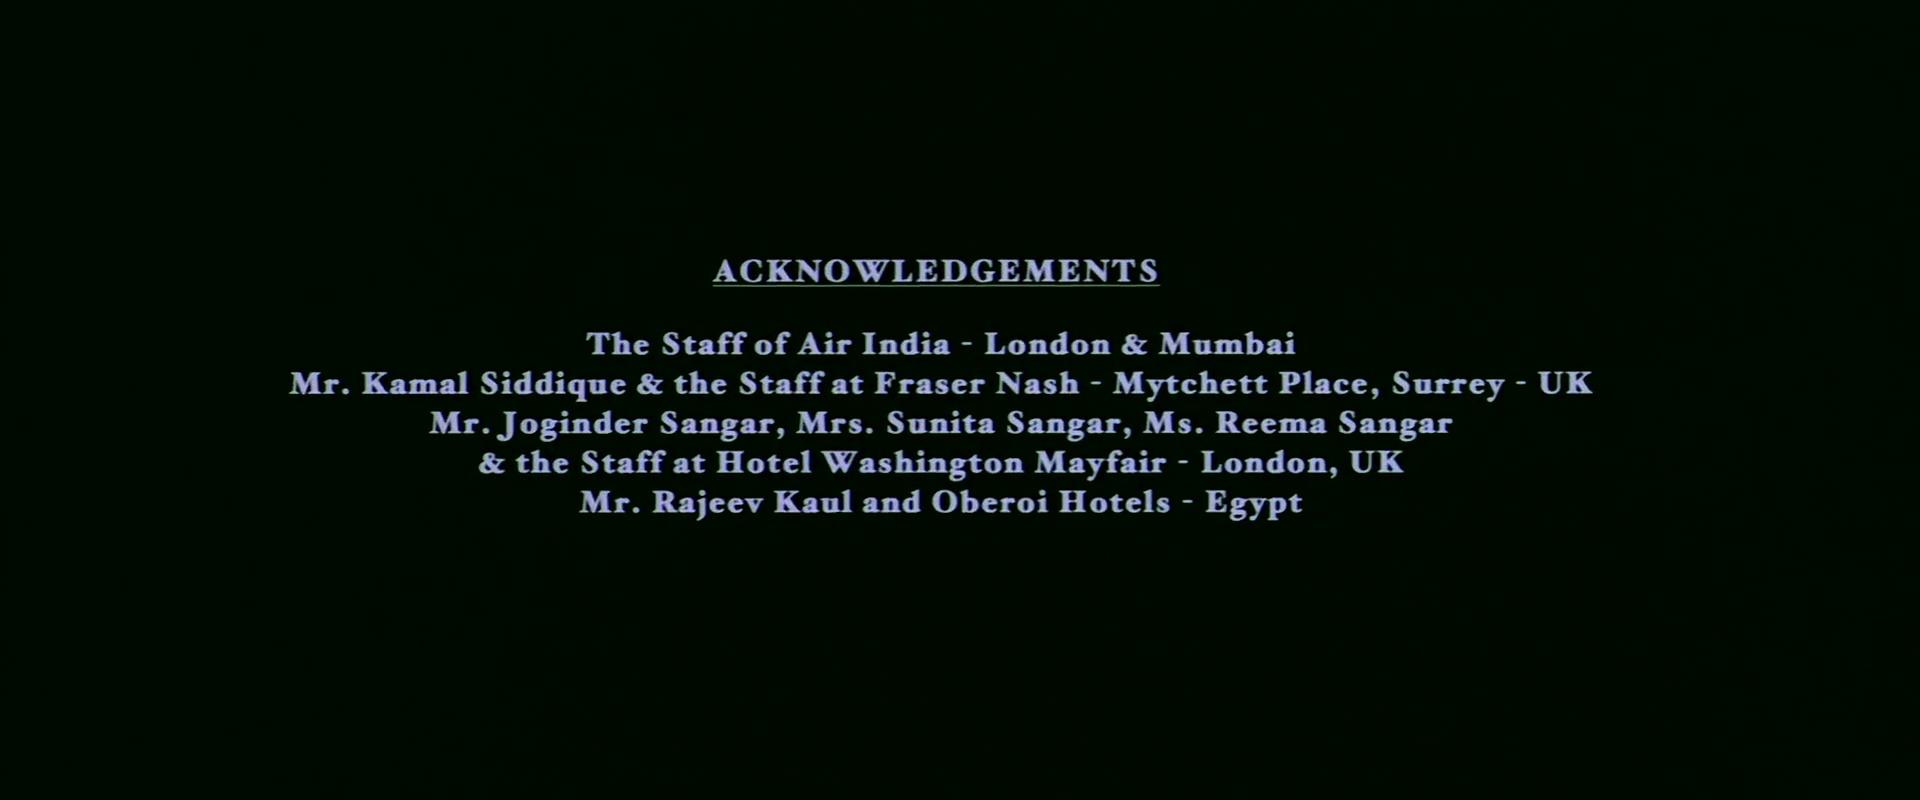 ACKNOWLEDGEMENTS
The Staff of Air India - London & Mumbai
Mr. Kamal Siddique & the Staff at Fraser Nash - Mytchett Place, Surrey - UK
Mr. Joginder Sangar, Mrs. Sunita Sangar, Ms. Reema Sangar
& the Staff at Hotel Washington Mayfair - London, UK
Mr. Rajeev Kaul and Oberoi Hotels - Egypt